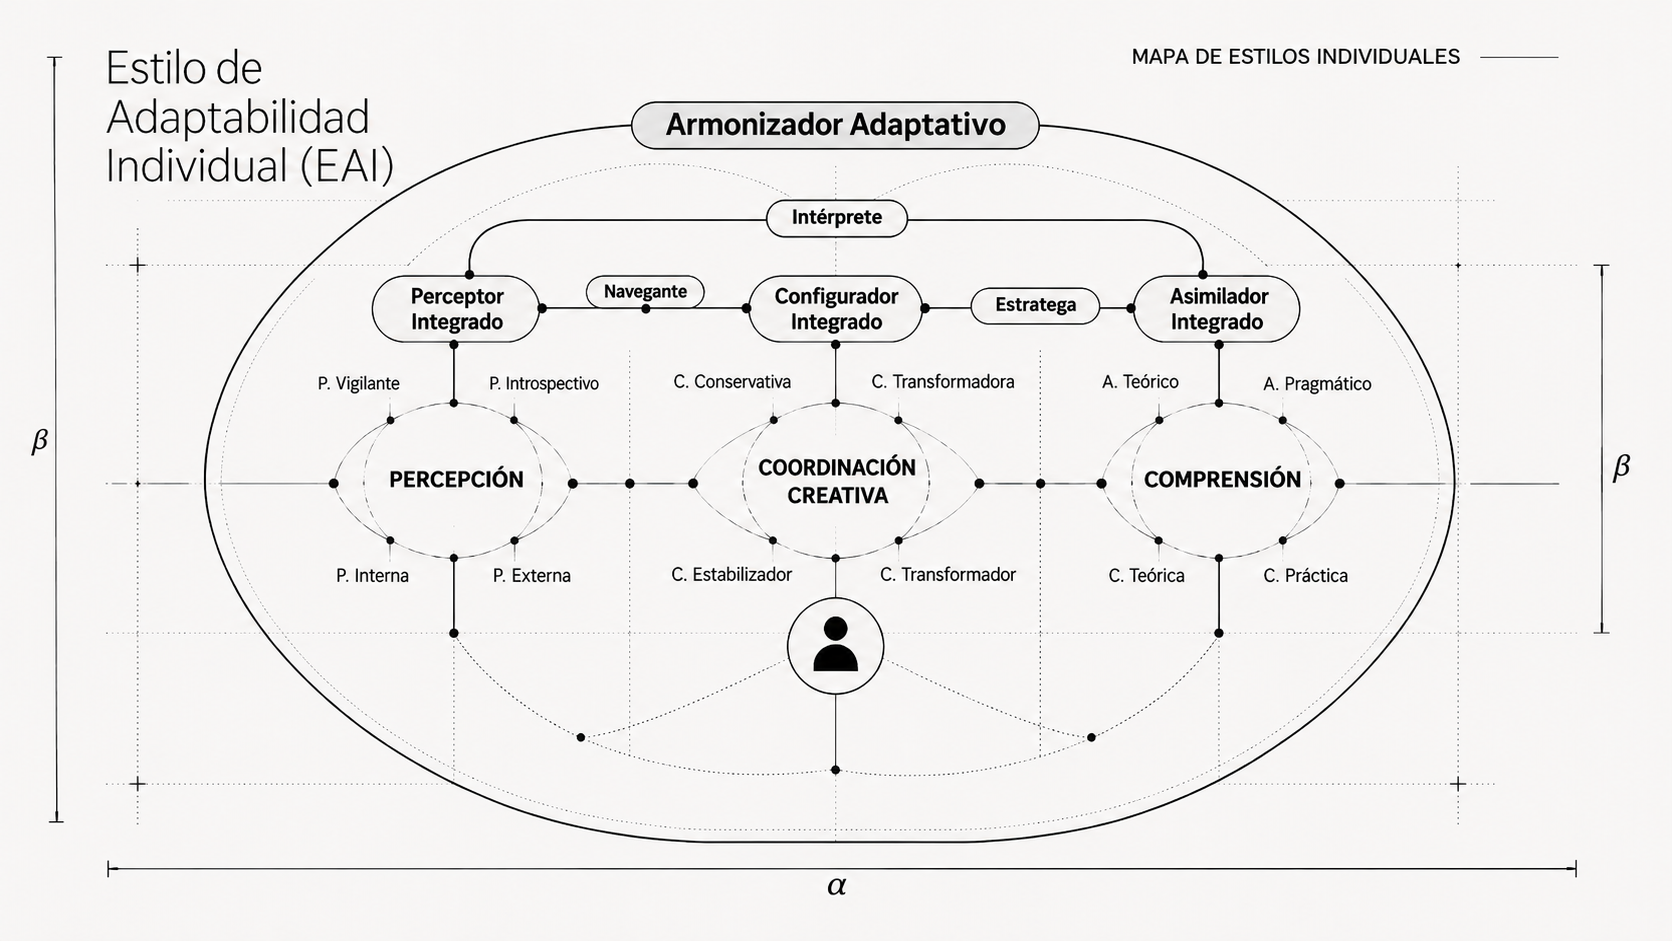 Estilo de
Adaptabilidad
Individual (EAI)
MAPA DE ESTILOS INDIVIDUALES
Armonizador Adaptativo
Intérprete
Perceptor
Integrado
Navegante
Configurador
Integrado
Estratega
Asimilador
Integrado
P. Vigilante
P. Introspectivo
C. Conservativa
C. Transformadora
A. Teórico
A. Pragmático
β
PERCEPCIÓN
COORDINACIÓN
CREATIVA
COMPRENSIÓN
β
P. Interna
P. Externa
C. Estabilizador
C. Transformador
C. Teórica
C. Práctica
α